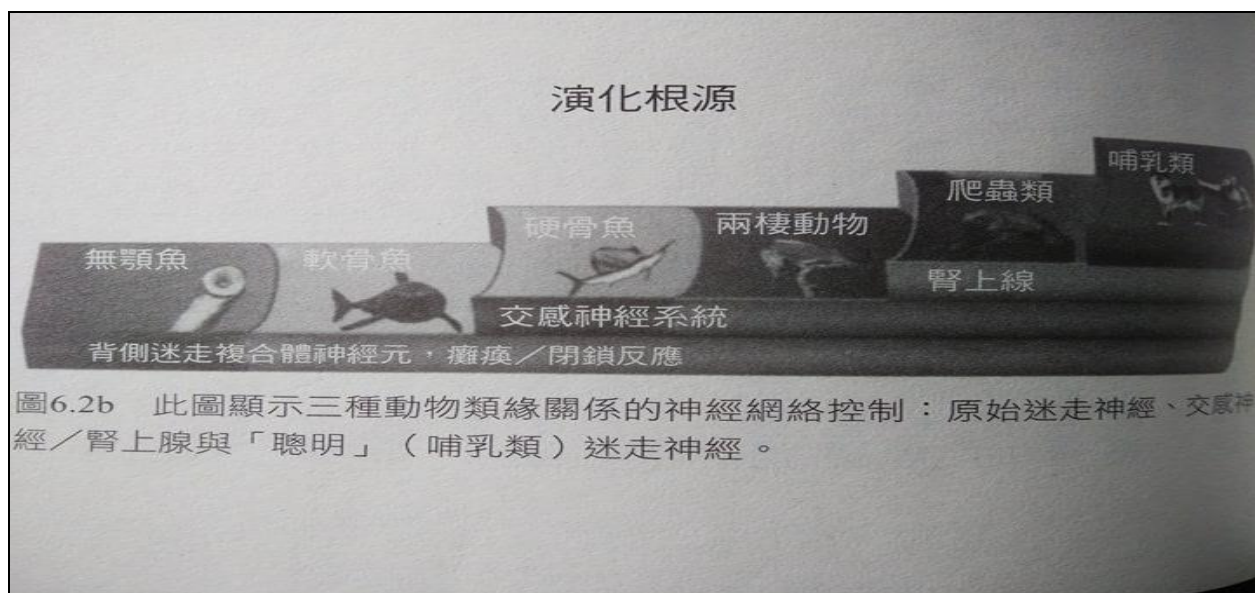 演化根源
哺乳類
爬蟲類
硬骨魚
兩棲動物
無顎魚
軟骨魚
腎上線
交感神經系統
背側迷走複合體神經元，癱瘓／閉鎖反應
圖6.2b 此圖顯示三種動物類緣關係的神經網絡控制：原始迷走神經、交感神
經／腎上腺與「聰明」（哺乳類）迷走神經。